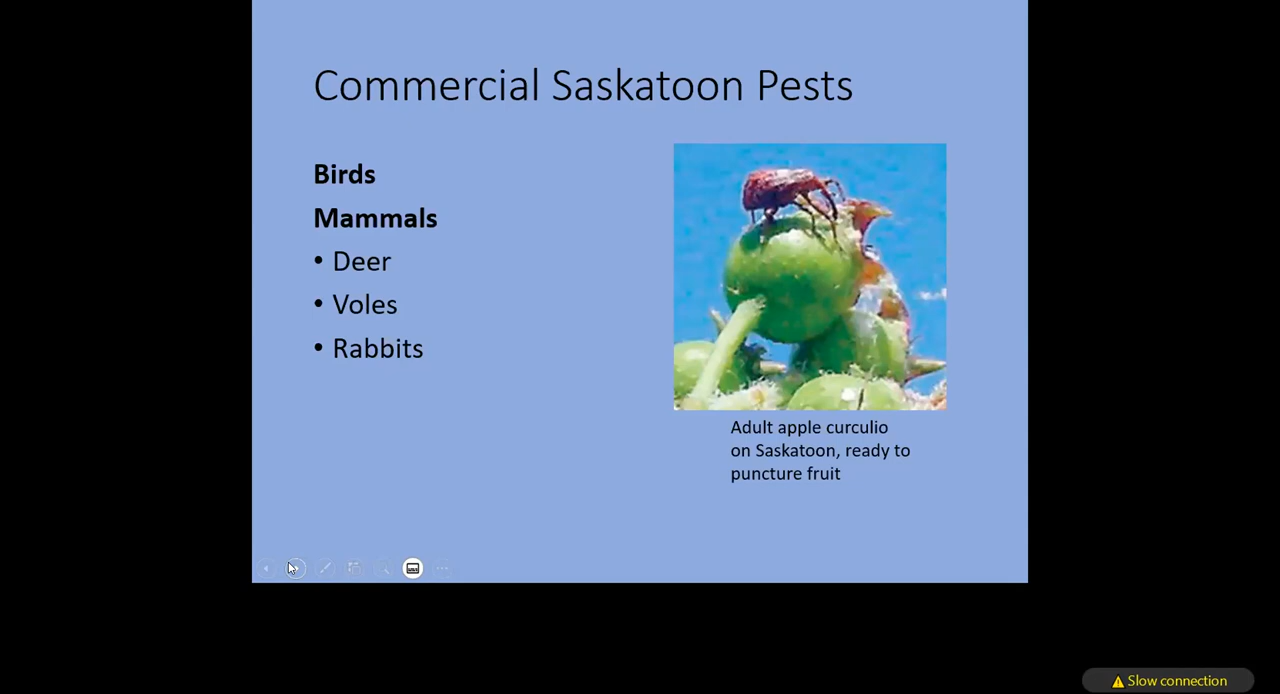 Commercial Saskatoon Pests
Birds
Mammals
• Deer
• Voles
• Rabbits
Adult apple curculio
on Saskatoon, ready to
puncture fruit
Slow connection